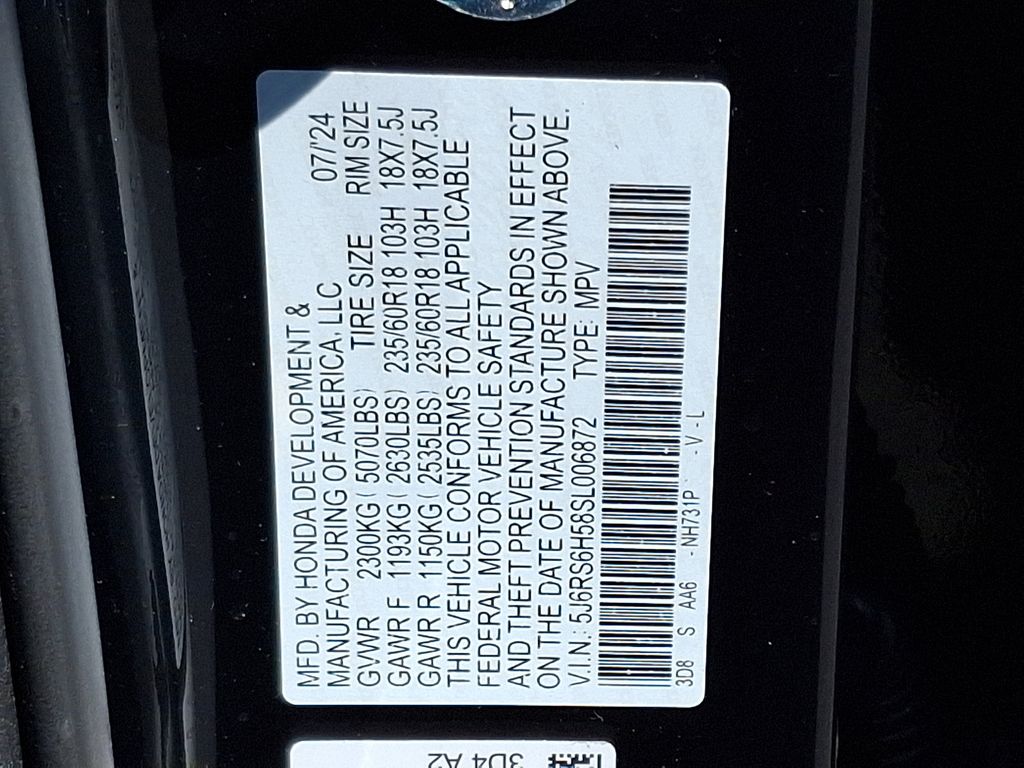 MFD. BY HONDA DEVELOPMENT &
MANUFACTURING OF AMERICA, LLC 07/'24
GVWR 2300KG ( 5070LBS) TIRE SIZE RIM SIZE
GAWR F 1193KG ( 2630LBS) 235/60R18 103H 18X7.5J
GAWR R 1150KG ( 2535LBS) 235/60R18 103H 18X7.5J
THIS VEHICLE CONFORMS TO ALL APPLICABLE
FEDERAL MOTOR VEHICLE SAFETY
AND THEFT PREVENTION STANDARDS IN EFFECT
ON THE DATE OF MANUFACTURE SHOWN ABOVE.
V.I.N.: 5J6RS6H58SL006872 TYPE: MPV
3D8 S AA6 -NH731P - V - L
3D4 A2